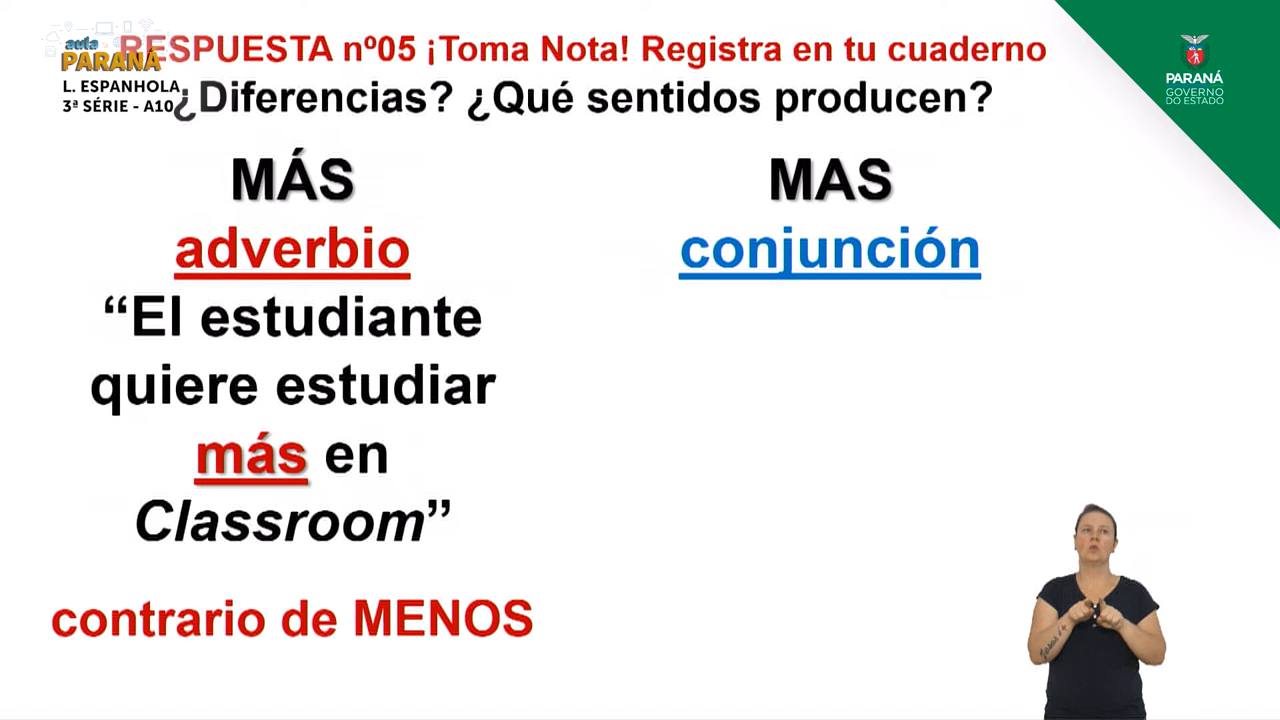 RESPUESTA nº05 ¡Toma Nota! Registra en tu cuaderno
¿Diferencias? ¿Qué sentidos producen?
aula
PARANÁ
L. ESPANHOLA
3ª SÉRIE - A10
PARANÁ
GOVERNO
DO ESTADO
MÁS
adverbio
“El estudiante
quiere estudiar
más en
Classroom”
contrario de MENOS
MAS
conjunción